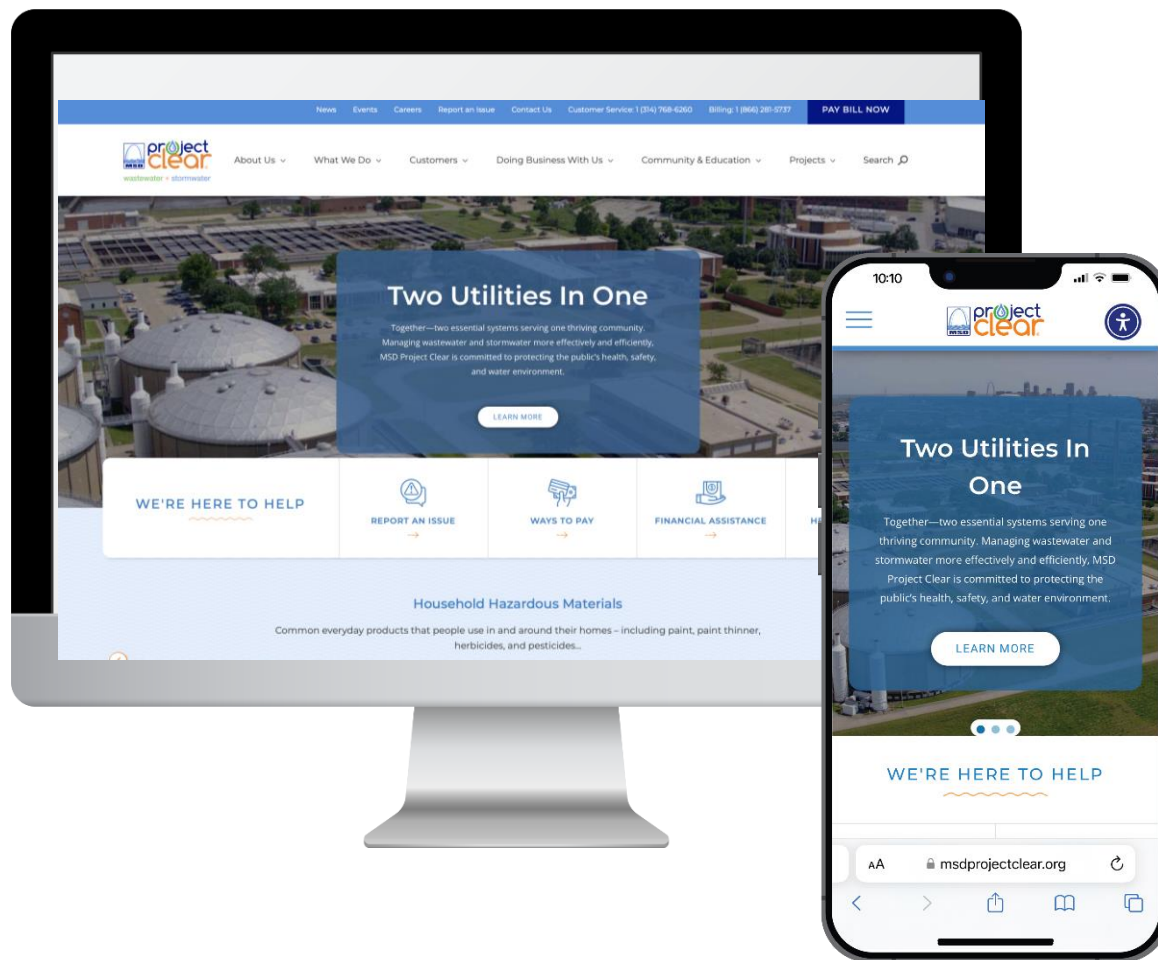 News Events Careers Report an Issue Contact Us Customer Service: 1 (314) 768-6260 Billing: 1 (866) 281-5737 PAY BILL NOW
MSD project clear
wastewater + stormwater
About Us What We Do Customers Doing Business With Us Community & Education Projects Search
Two Utilities In One
Together—two essential systems serving one thriving community.
Managing wastewater and stormwater more effectively and efficiently,
MSD Project Clear is committed to protecting the public's health, safety,
and water environment.
LEARN MORE
WE'RE HERE TO HELP
REPORT AN ISSUE
WAYS TO PAY
FINANCIAL ASSISTANCE
Household Hazardous Materials
Common everyday products that people use in and around their homes – including paint, paint thinner,
herbicides, and pesticides...
10:10
MSD project clear
Two Utilities In
One
Together—two essential systems serving one
thriving community. Managing wastewater and
stormwater more effectively and efficiently, MSD
Project Clear is committed to protecting the
public's health, safety, and water environment.
LEARN MORE
WE'RE HERE TO HELP
AA msdprojectclear.org